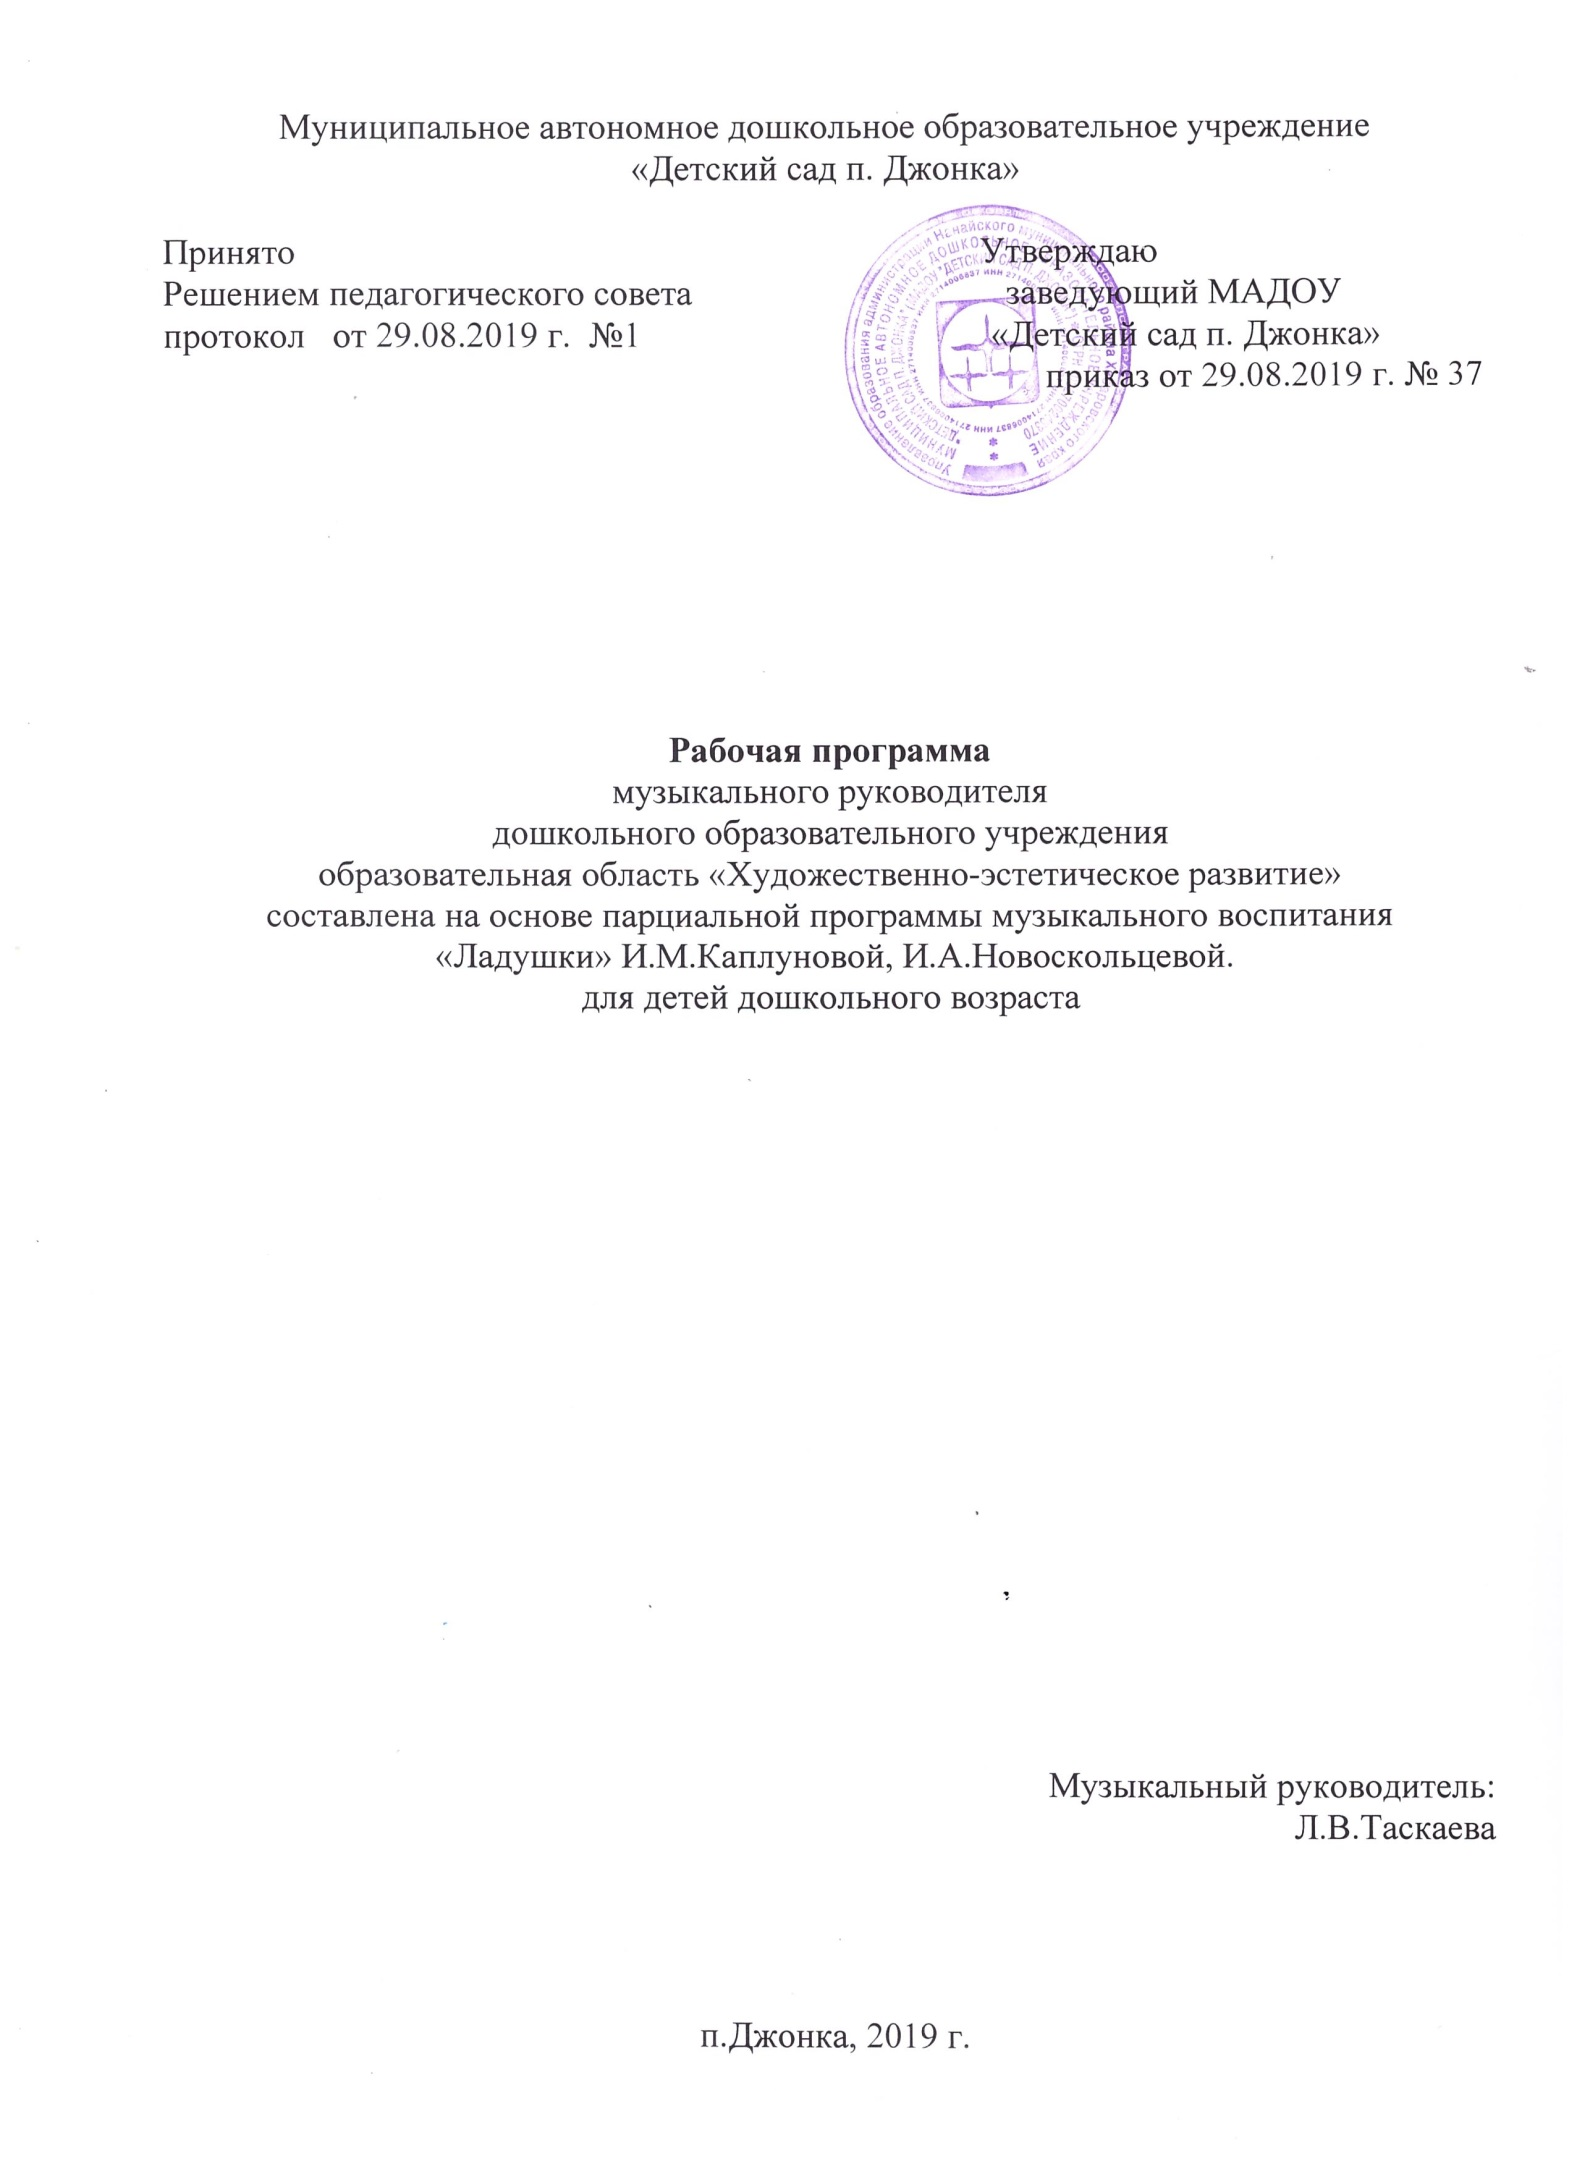 Муниципальное автономное дошкольное образовательное учреждение
«Детский сад п. Джонка»
Принято
Решением педагогического совета
протокол от 29.08.2019 г. №1
Утверждаю
заведующий МАДОУ
«Детский сад п. Джонка»
приказ от 29.08.2019 г. № 37
Рабочая программа
музыкального руководителя
дошкольного образовательного учреждения
образовательная область «Художественно-эстетическое развитие»
составлена на основе парциальной программы музыкального воспитания
«Ладушки» И.М.Каплуновой, И.А.Новоскольцевой.
для детей дошкольного возраста
Музыкальный руководитель:
Л.В.Таскаева
п.Джонка, 2019 г.